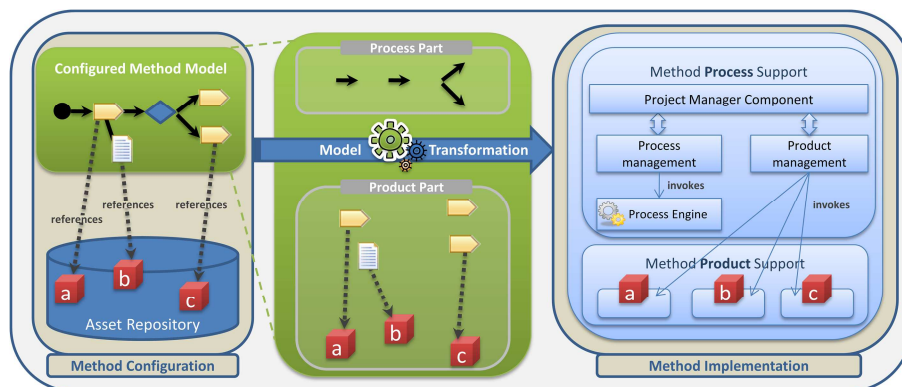 Configured Method Model
references
references
references
a
b
c
Asset Repository
Method Configuration
Process Part
Model
Transformation
Product Part
a
b
c
Method Process Support
Project Manager Component
Process management
Product management
invokes
Process Engine
invokes
Method Product Support
a
b
c
Method Implementation